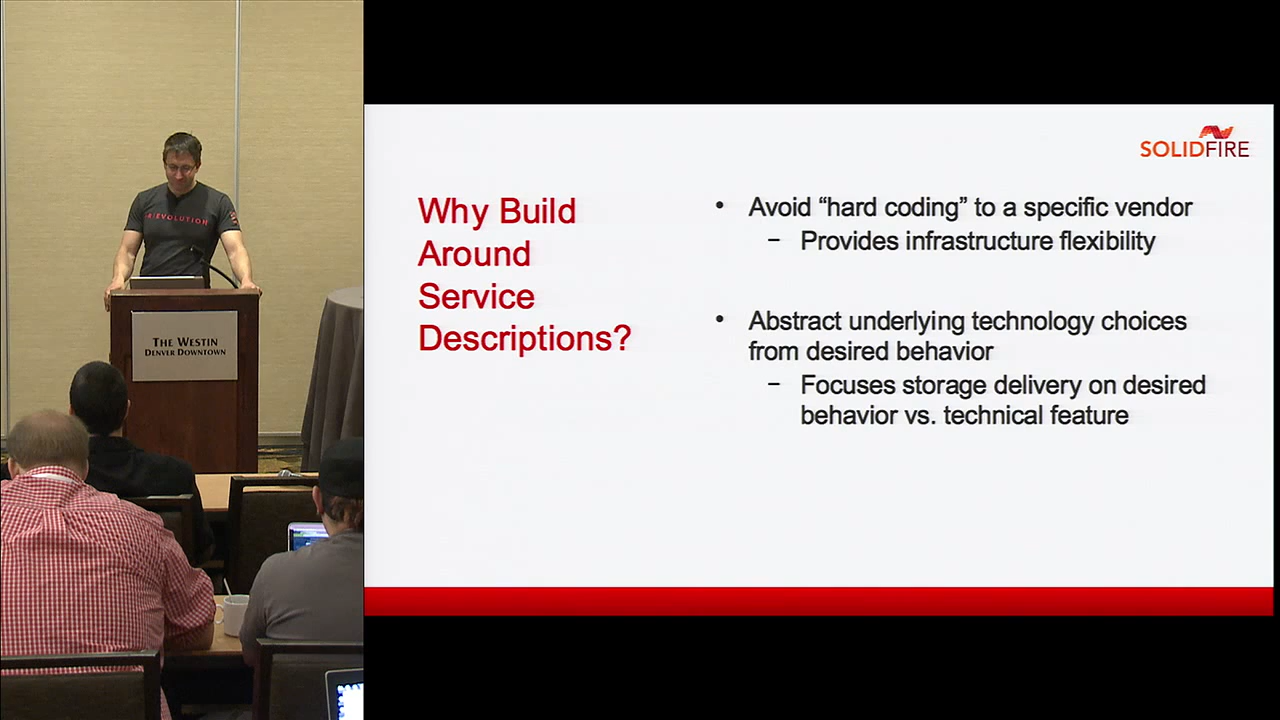 (R)EVOLUTION
THE WESTIN
DENVER DOWNTOWN
SOLIDFIRE
Why Build
Around
Service
Descriptions?
• Avoid “hard coding” to a specific vendor
– Provides infrastructure flexibility
• Abstract underlying technology choices
from desired behavior
– Focuses storage delivery on desired
behavior vs. technical feature